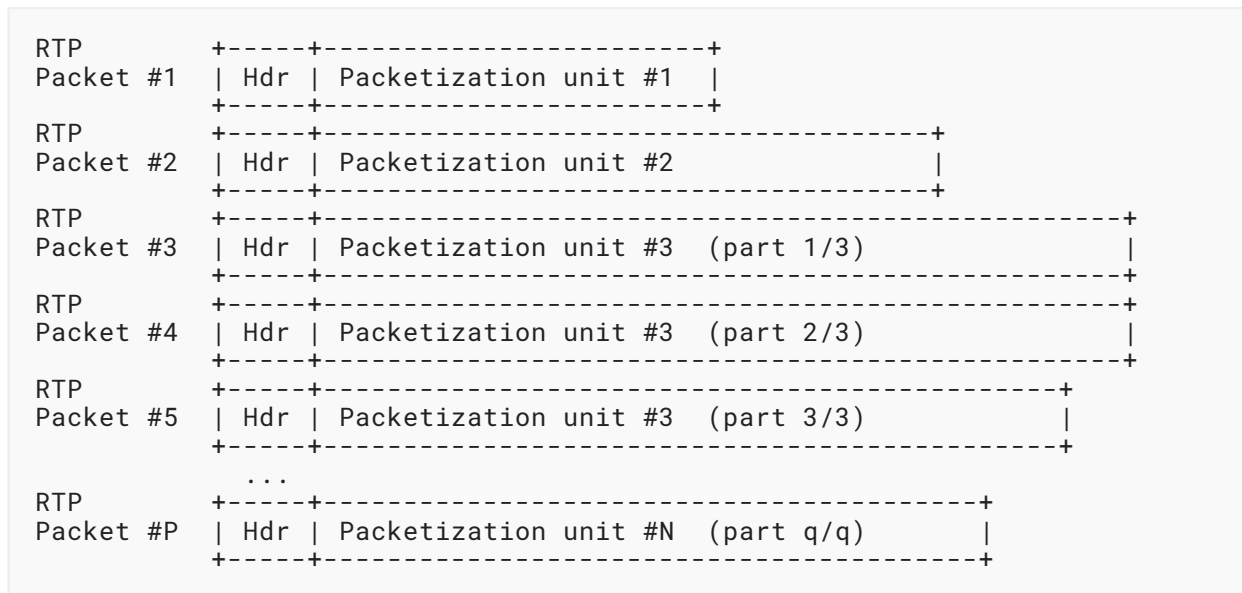 RTP        +-----+------------------------+
Packet #1  | Hdr | Packetization unit #1  |
           +-----+------------------------+
RTP        +-----+--------------------------------------+
Packet #2  | Hdr | Packetization unit #2                |
           +-----+--------------------------------------+
RTP        +-----+--------------------------------------------------+
Packet #3  | Hdr | Packetization unit #3  (part 1/3)                |
           +-----+--------------------------------------------------+
RTP        +-----+--------------------------------------------------+
Packet #4  | Hdr | Packetization unit #3  (part 2/3)                |
           +-----+--------------------------------------------------+
RTP        +-----+----------------------------------------------+
Packet #5  | Hdr | Packetization unit #3  (part 3/3)            |
           +-----+----------------------------------------------+
             ...
RTP        +-----+-----------------------------------------+
Packet #P  | Hdr | Packetization unit #N  (part q/q)       |
           +-----+-----------------------------------------+